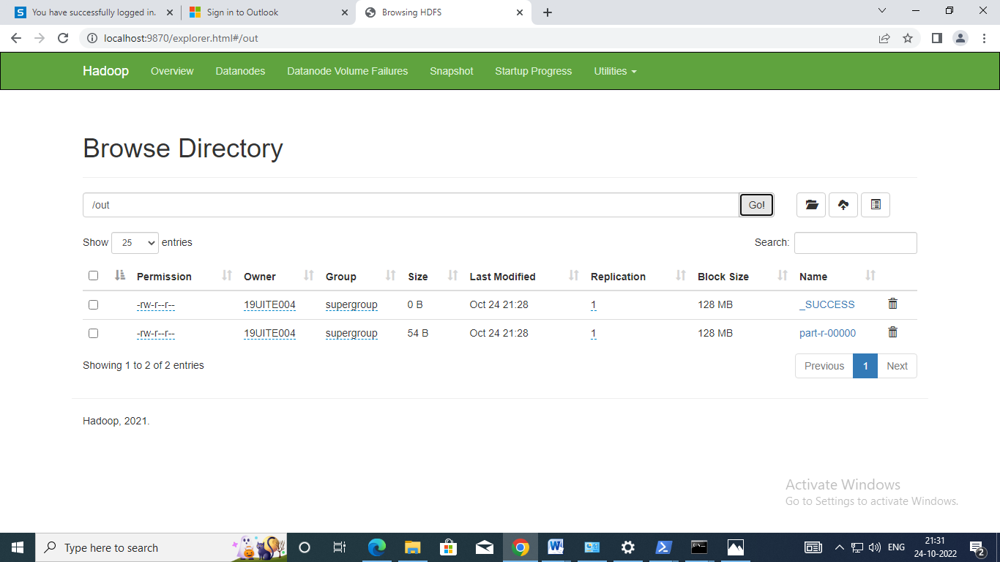 S You have successfully logged in.
Sign in to Outlook
Browsing HDFS
localhost:9870/explorer.html#/out
Hadoop Overview Datanodes Datanode Volume Failures Snapshot Startup Progress Utilities
Browse Directory
/out Go!
Show 25 entries Search:
Permission Owner Group Size Last Modified Replication Block Size Name
-rw-r--r-- 19UITE004 supergroup 0 B Oct 24 21:28 1 128 MB _SUCCESS
-rw-r--r-- 19UITE004 supergroup 54 B Oct 24 21:28 1 128 MB part-r-00000
Showing 1 to 2 of 2 entries Previous 1 Next
Hadoop, 2021.
Activate Windows
Go to Settings to activate Windows.
Type here to search
W
ENG
21:31
24-10-2022
2